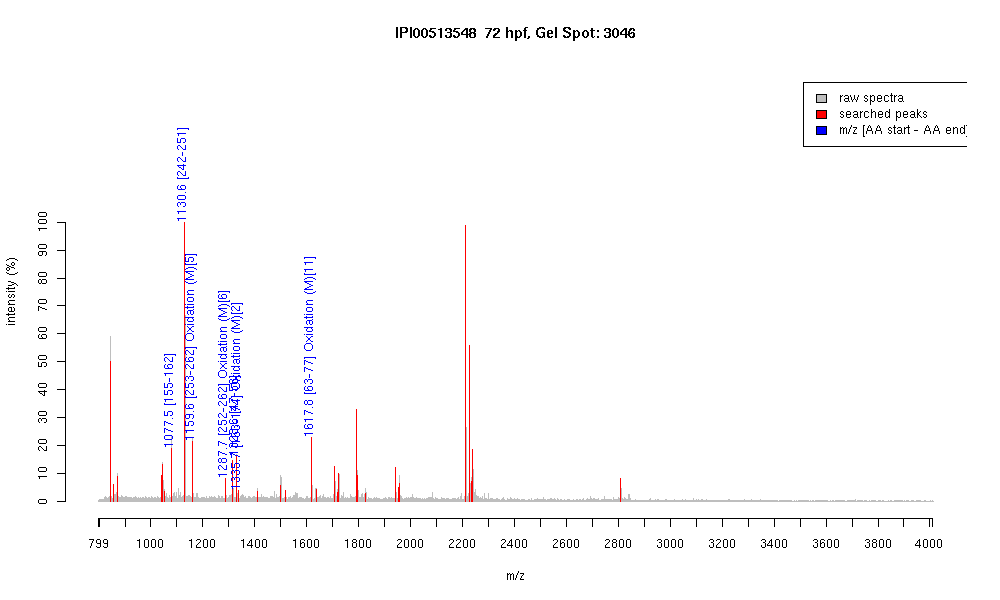 IPI00513548 72 hpf, Gel Spot: 3046
raw spectra
searched peaks
m/z [AA start - AA end]
1130.6 [242-251]
1159.6 [253-262] Oxidation (M)[5]
1077.5 [155-162]
1287.7 [252-262] Oxidation (M)[6]
Oxidation (M)[2]
1335.7
1617.8 [63-77] Oxidation (M)[11]
intensity (%)
100
90
80
70
60
50
40
30
20
10
0
799 1000 1200 1400 1600 1800 2000 2200 2400 2600 2800 3000 3200 3400 3600 3800 4000
m/z